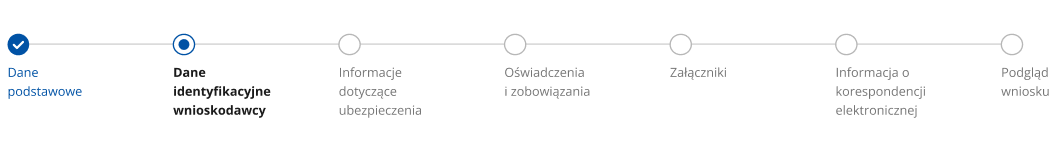 Dane
podstawowe
Dane
identyfikacyjne
wnioskodawcy
Informacje
dotyczące
ubezpieczenia
Oświadczenia
i zobowiązania
Załączniki
Informacja o
korespondencji
elektronicznej
Podgląd
wniosku